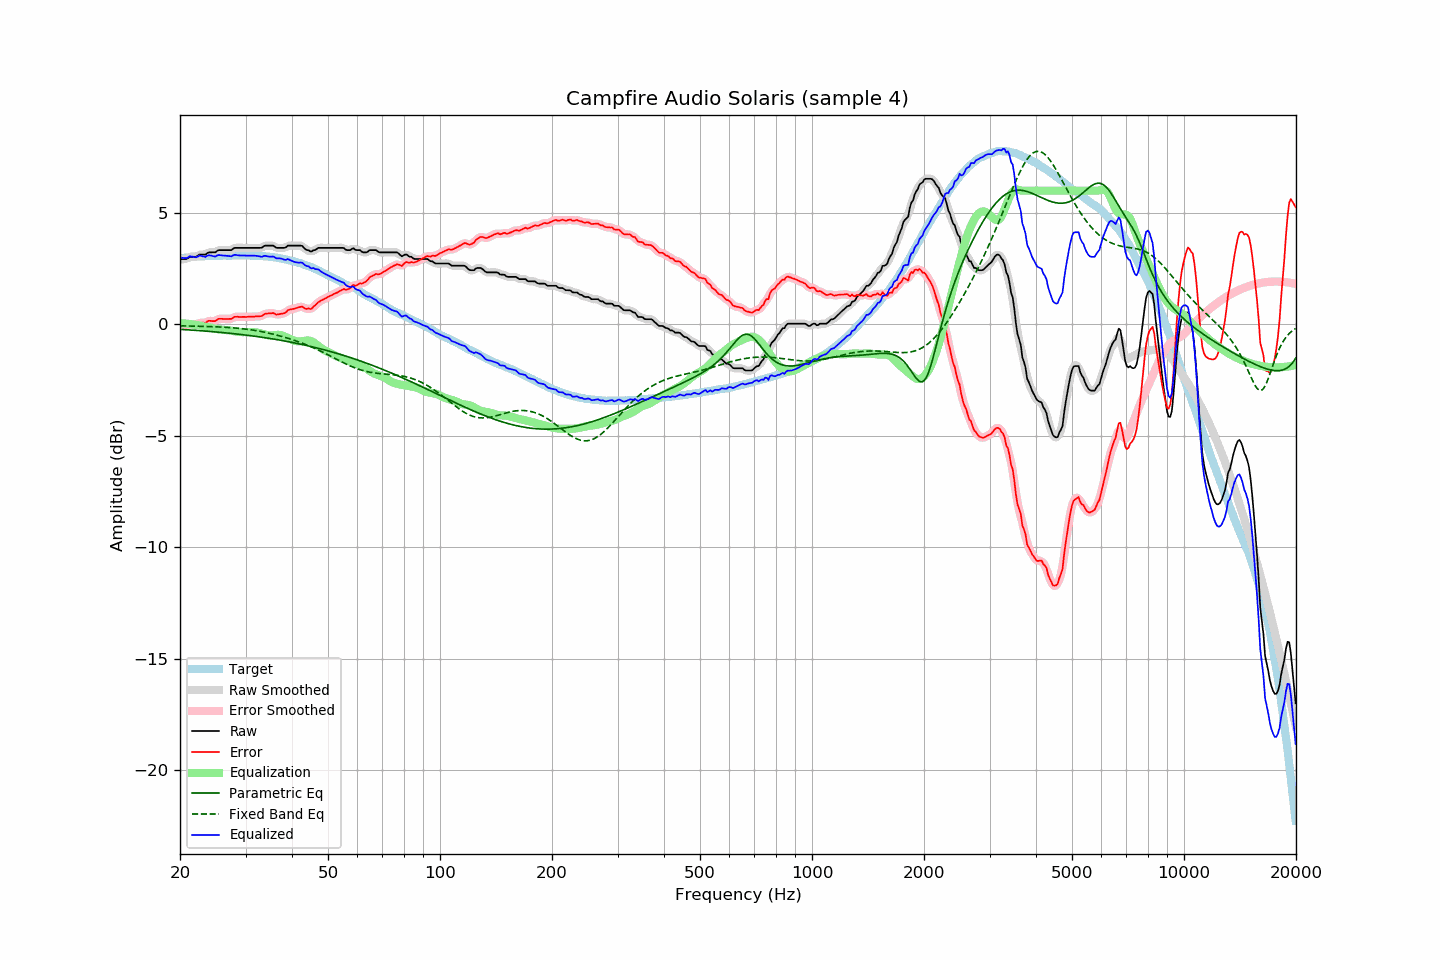 Campfire Audio Solaris (sample 4)
Amplitude (dBr)
5
0
−5
−10
−15
−20
Target
Raw Smoothed
Error Smoothed
Raw
Error
Equalization
Parametric Eq
Fixed Band Eq
Equalized
20 50 100 200 500 1000 2000 5000 10000 20000
Frequency (Hz)